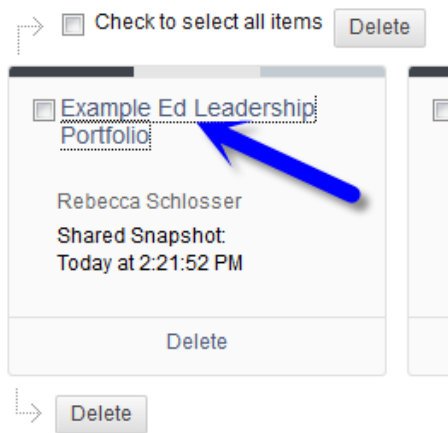 Check to select all items Delete
Example Ed Leadership
Portfolio
Rebecca Schlosser
Shared Snapshot:
Today at 2:21:52 PM
Delete
Delete